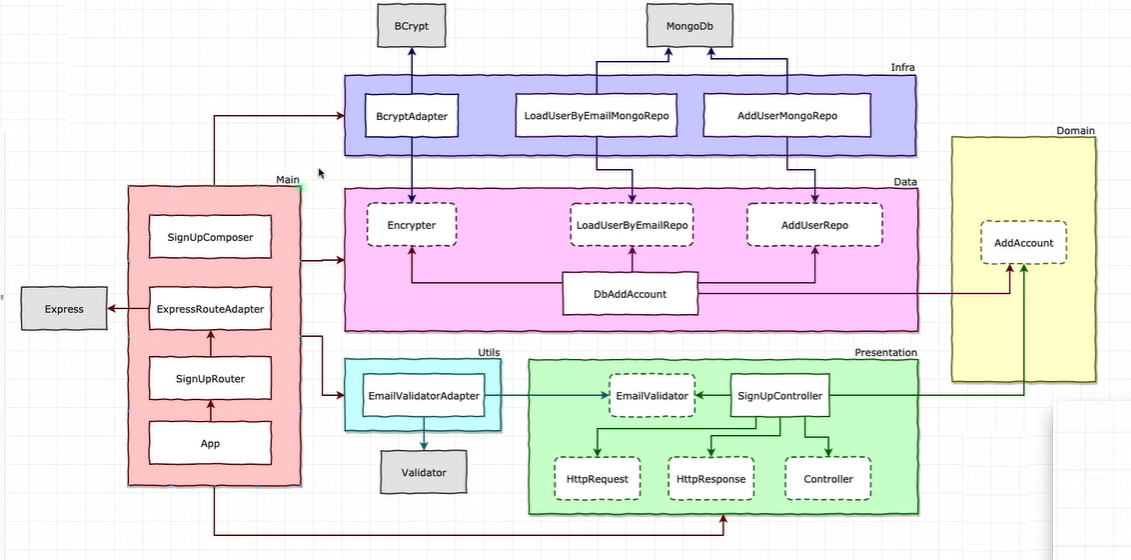 BCrypt
MongoDb
Infra
BcryptAdapter
LoadUserByEmailMongoRepo
AddUserMongoRepo
Domain
Main
Data
SignUpComposer
Encrypter
LoadUserByEmailRepo
AddUserRepo
AddAccount
DbAddAccount
Express
ExpressRouteAdapter
Utils
Presentation
SignUpRouter
EmailValidatorAdapter
EmailValidator
SignUpController
App
Validator
HttpRequest
HttpResponse
Controller